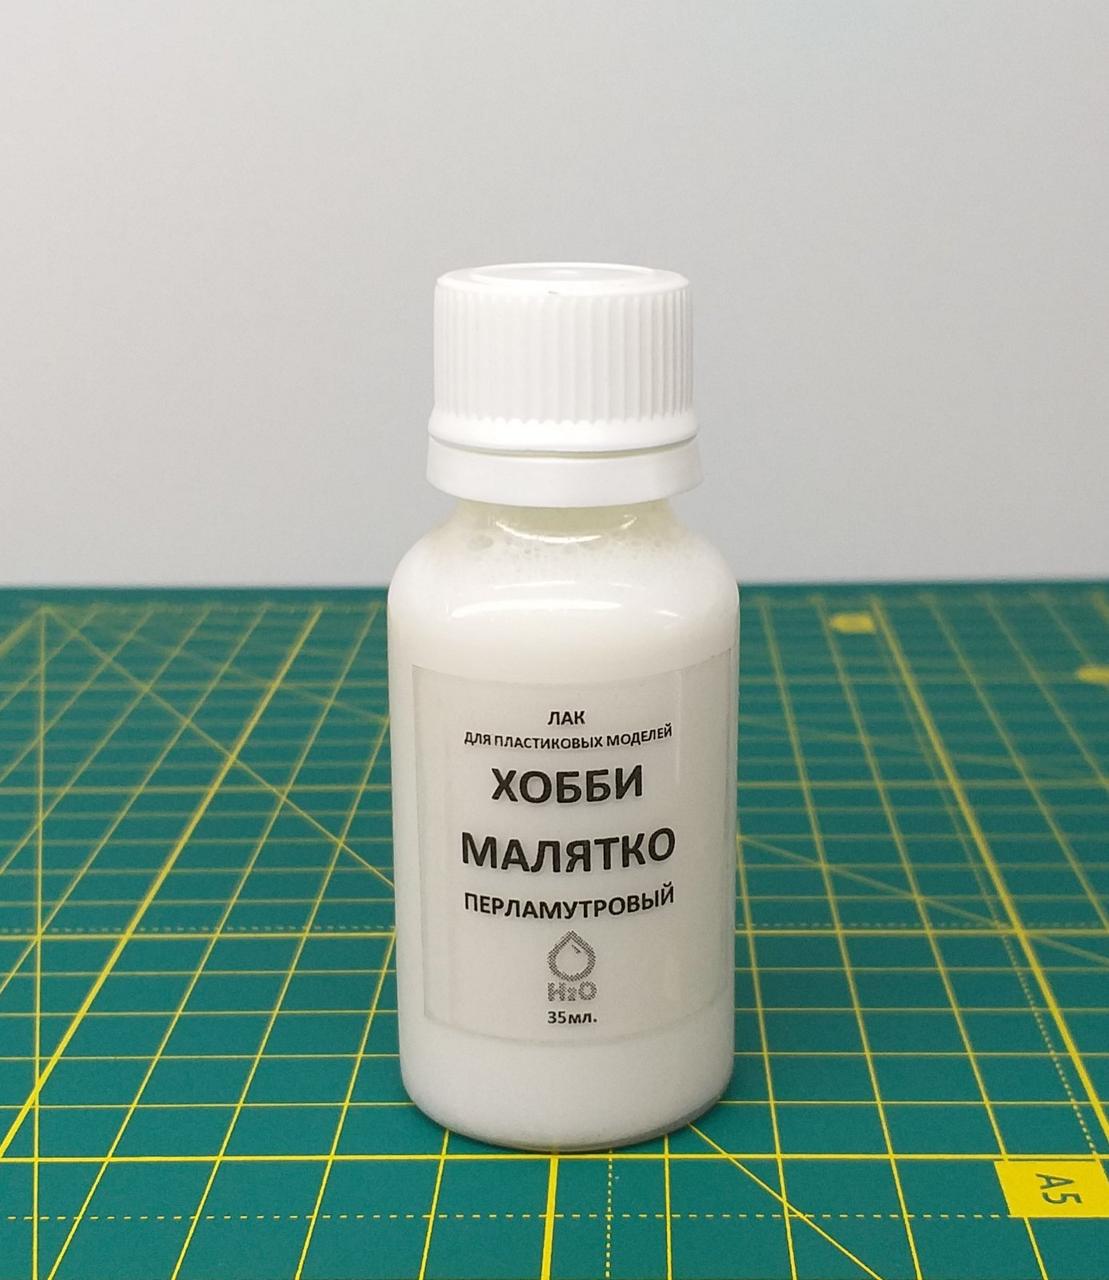 ЛАК
ДЛЯ ПЛАСТИКОВЫХ МОДЕЛЕЙ
ХОББИ
МАЛЯТКО
ПЕРЛАМУТРОВЫЙ
H₂O
35мл.
A5